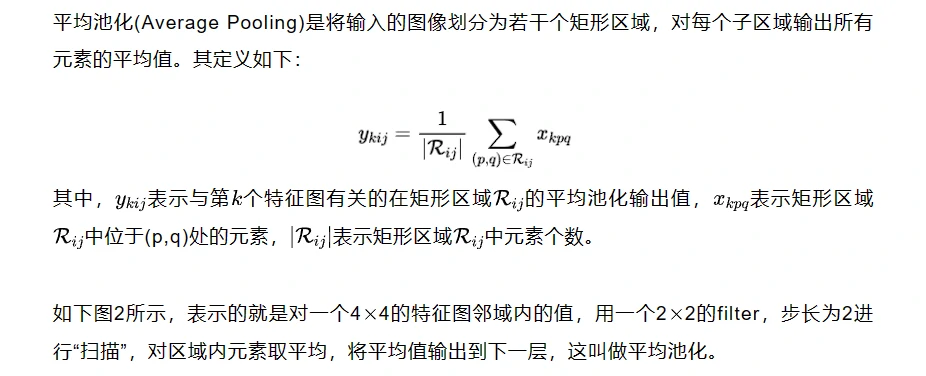 平均池化(Average Pooling)是将输入的图像划分为若干个矩形区域，对每个子区域输出所有
元素的平均值。其定义如下：
$y_{kij} = \frac{1}{|\mathcal{R}_{ij}|} \sum_{(p,q)\in\mathcal{R}_{ij}} x_{kpq}$
其中，$y_{kij}$表示与第$k$个特征图有关的在矩形区域$\mathcal{R}_{ij}$的平均池化输出值，$x_{kpq}$表示矩形区域
$\mathcal{R}_{ij}$中位于(p,q)处的元素，$|\mathcal{R}_{ij}|$表示矩形区域$\mathcal{R}_{ij}$中元素个数。
如下图2所示，表示的就是对一个4×4的特征图邻域内的值，用一个2×2的filter，步长为2进
行“扫描”，对区域内元素取平均，将平均值输出到下一层，这叫做平均池化。